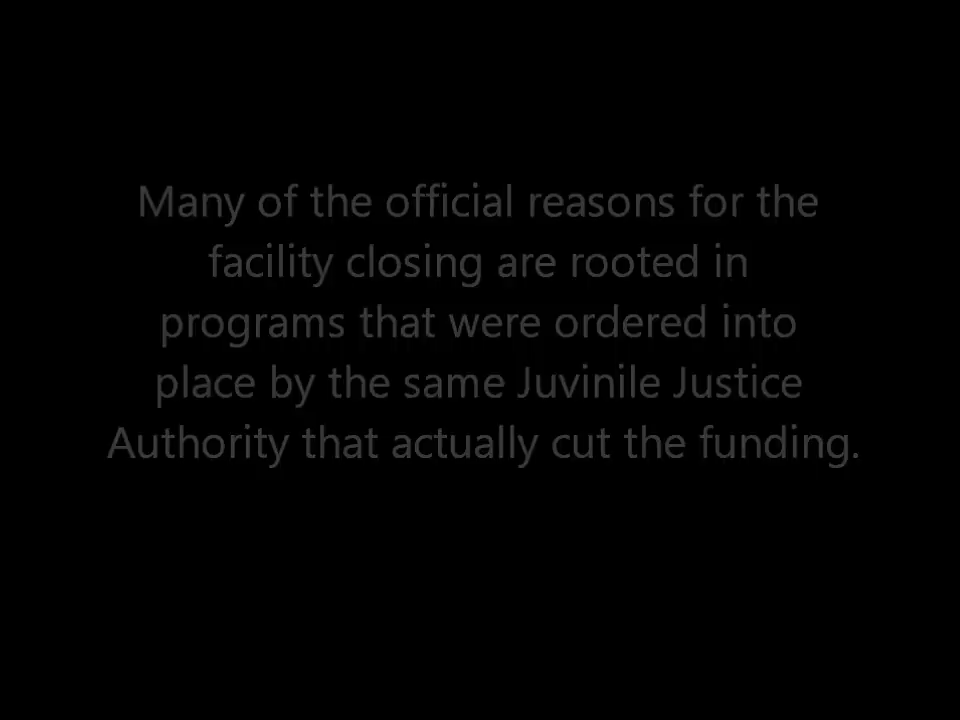 Many of the official reasons for the
facility closing are rooted in
programs that were ordered into
place by the same Juvinile Justice
Authority that actually cut the funding.